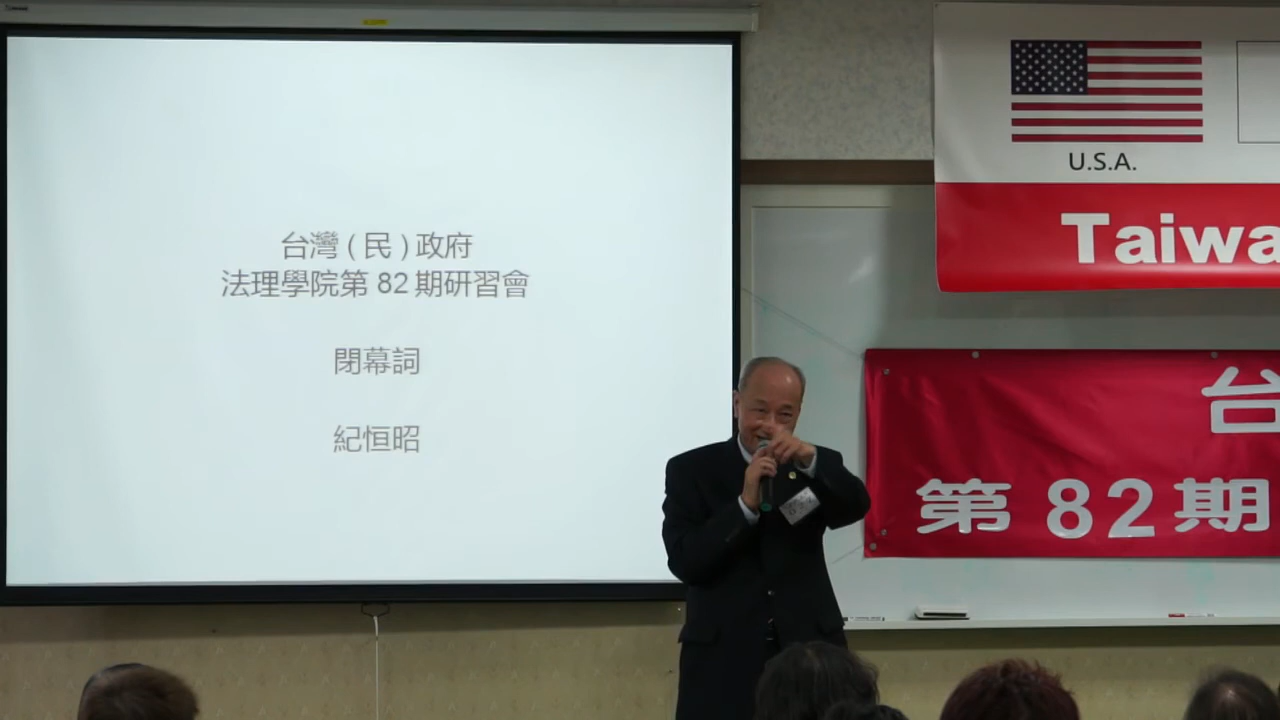 台灣(民)政府
法理學院第 82 期研習會
閉幕詞
紀恒昭
U.S.A.
Taiwa
台
第 82 期